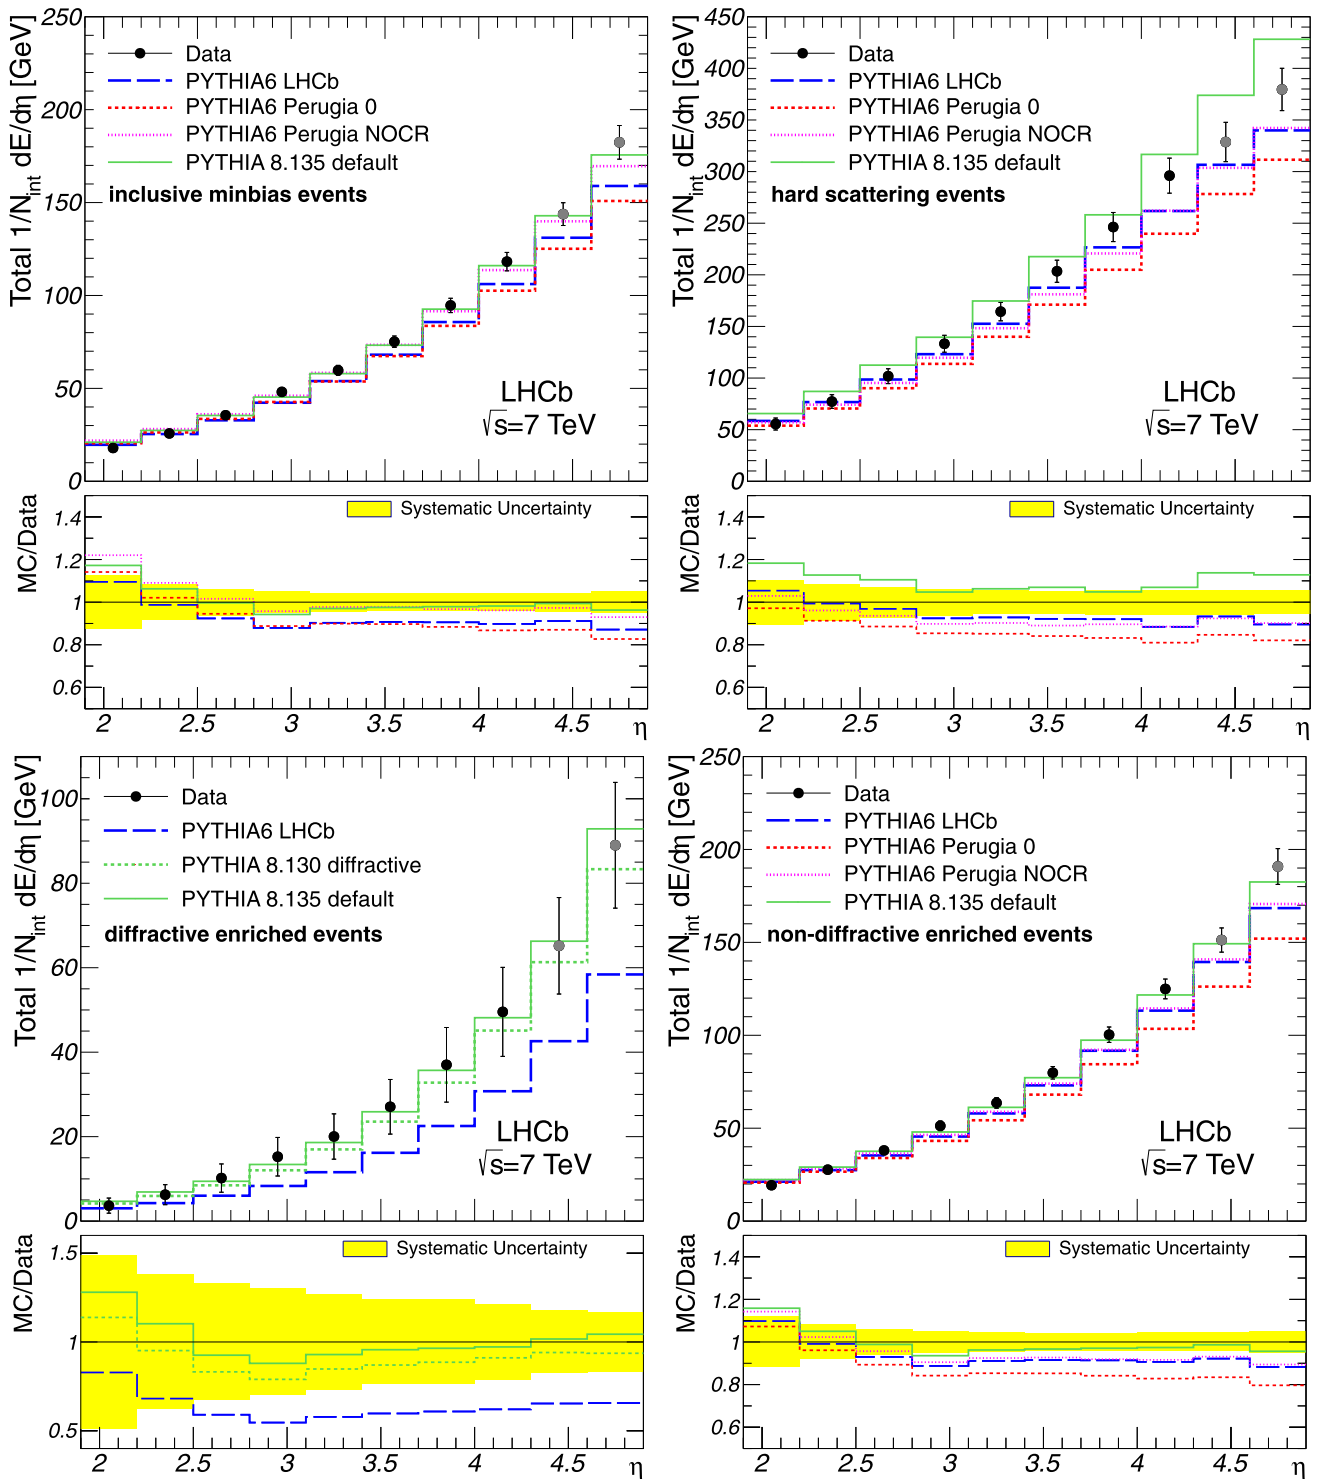 Total 1/N_int dE/dη [GeV]
250
200
150
100
50
0
Data
PYTHIA6 LHCb
PYTHIA6 Perugia 0
PYTHIA6 Perugia NOCR
PYTHIA 8.135 default
inclusive minbias events
LHCb
√s=7 TeV
MC/Data
1.4
1.2
1
0.8
0.6
Systematic Uncertainty
2 2.5 3 3.5 4 4.5 η
Total 1/N_int dE/dη [GeV]
450
400
350
300
250
200
150
100
50
0
Data
PYTHIA6 LHCb
PYTHIA6 Perugia 0
PYTHIA6 Perugia NOCR
PYTHIA 8.135 default
hard scattering events
LHCb
√s=7 TeV
MC/Data
1.4
1.2
1
0.8
0.6
Systematic Uncertainty
2 2.5 3 3.5 4 4.5 η
Total 1/N_int dE/dη [GeV]
100
80
60
40
20
0
Data
PYTHIA6 LHCb
PYTHIA 8.130 diffractive
PYTHIA 8.135 default
diffractive enriched events
LHCb
√s=7 TeV
MC/Data
1.5
1
0.5
Systematic Uncertainty
2 2.5 3 3.5 4 4.5 η
Total 1/N_int dE/dη [GeV]
250
200
150
100
50
0
Data
PYTHIA6 LHCb
PYTHIA6 Perugia 0
PYTHIA6 Perugia NOCR
PYTHIA 8.135 default
non-diffractive enriched events
LHCb
√s=7 TeV
MC/Data
1.4
1.2
1
0.8
0.6
Systematic Uncertainty
2 2.5 3 3.5 4 4.5 η